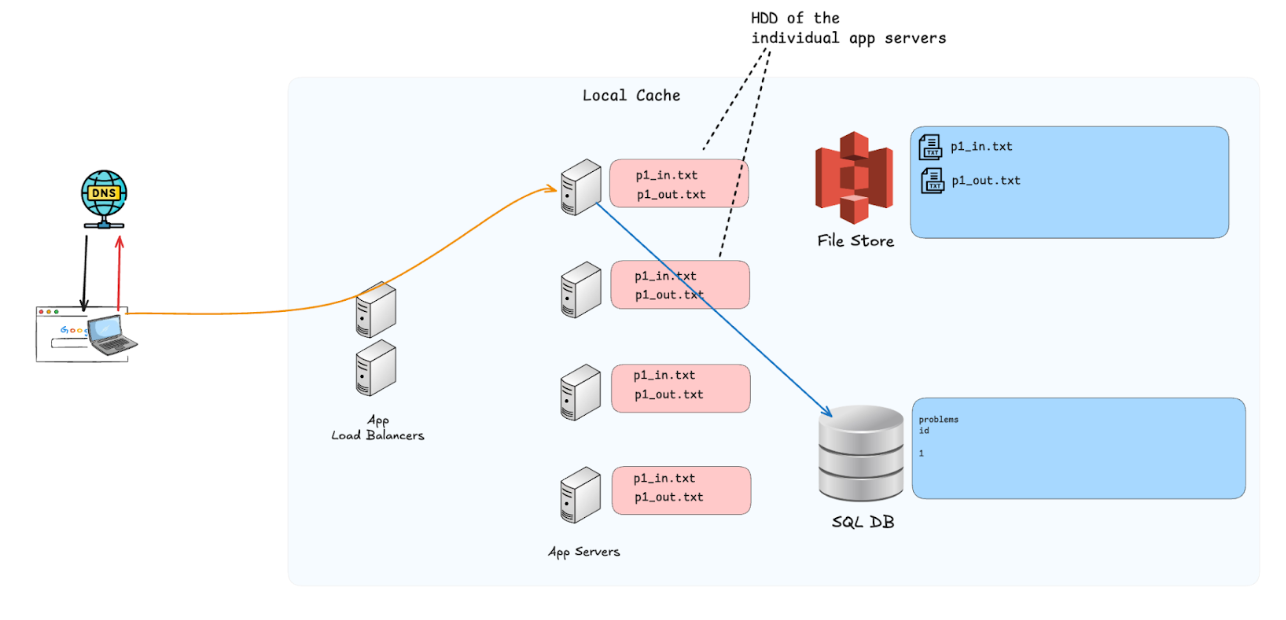 HDD of the
individual app servers
Local Cache
DNS
Google
p1_in.txt
p1_out.txt
p1_in.txt
p1_out.txt
p1_in.txt
p1_out.txt
p1_in.txt
p1_out.txt
App Servers
App
Load Balancers
File Store
TXT
p1_in.txt
TXT
p1_out.txt
SQL DB
problems
id
1